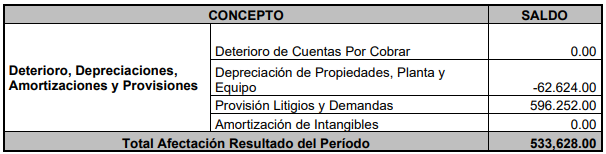 CONCEPTO SALDO
Deterioro, Depreciaciones,
Amortizaciones y Provisiones
Deterioro de Cuentas Por Cobrar 0.00
Depreciación de Propiedades, Planta y
Equipo -62.624.00
Provisión Litigios y Demandas 596.252.00
Amortización de Intangibles 0.00
Total Afectación Resultado del Período 533,628.00